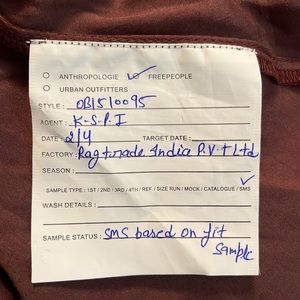 ANTHROPOLOGIE ✓ FREEPEOPLE
URBAN OUTFITTERS
STYLE : OB1510095
AGENT : K-S-P-I
DATE : 2/4 TARGET DATE :
FACTORY : Ragtrade India P.V.t Ltd
SEASON :
SAMPLE TYPE : 1ST / 2ND / 3RD / 4TH / REF / SIZE RUN / MOCK / CATALOGUE / SMS ✓
WASH DETAILS :
SAMPLE STATUS : SMS based on fit
sample